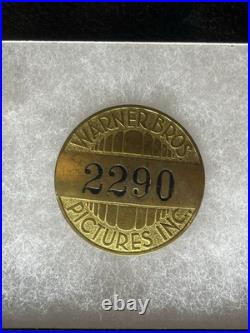 WARNER BROS
2290
PICTURES INC.